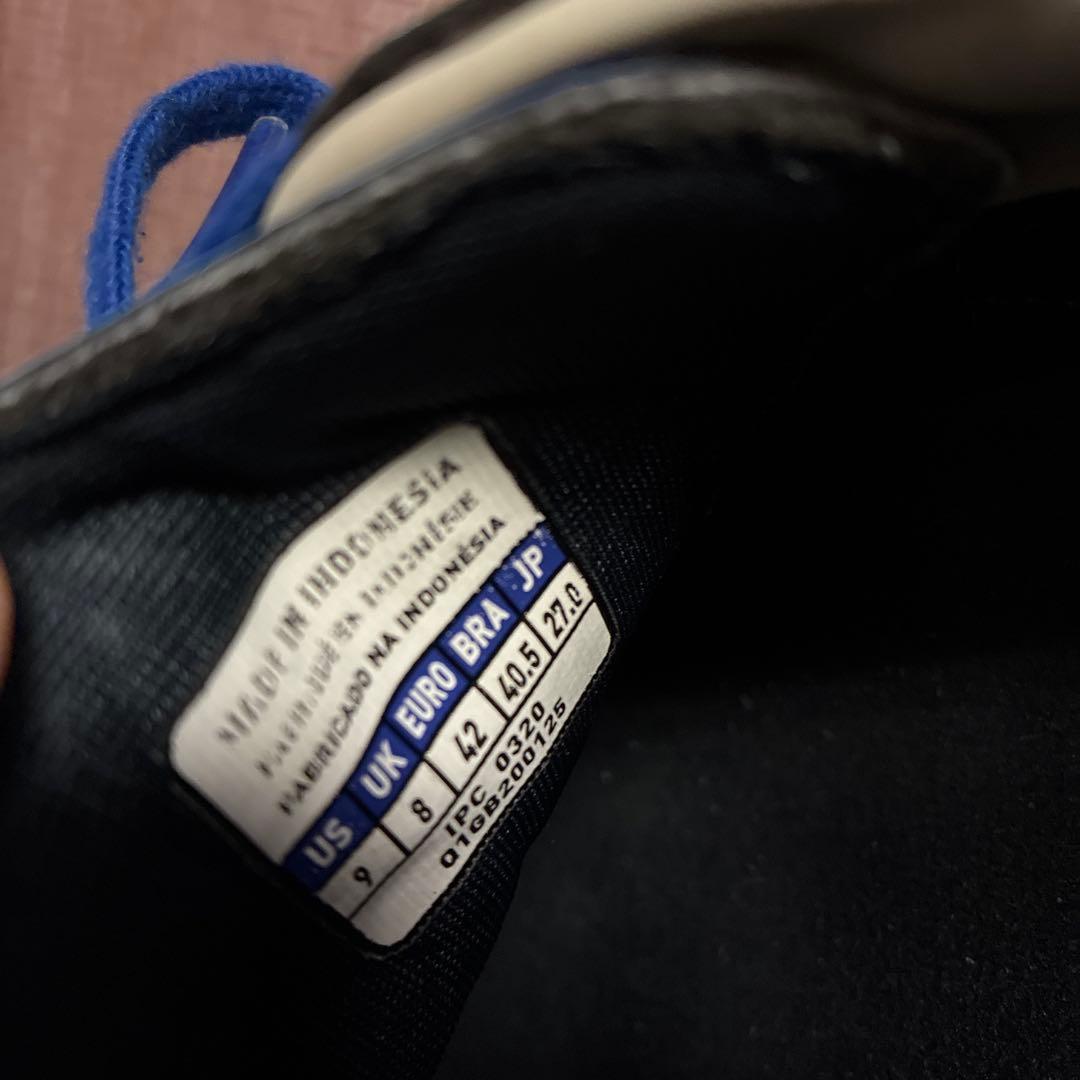 MADE IN INDONESIA
FABRIQUÉ EN INDONÉSIE
FABRICADO NA INDONÉSIA
US UK EURO BRA JP
9 8 42 40.5 27.0
IPC 0320
Q1GB200125